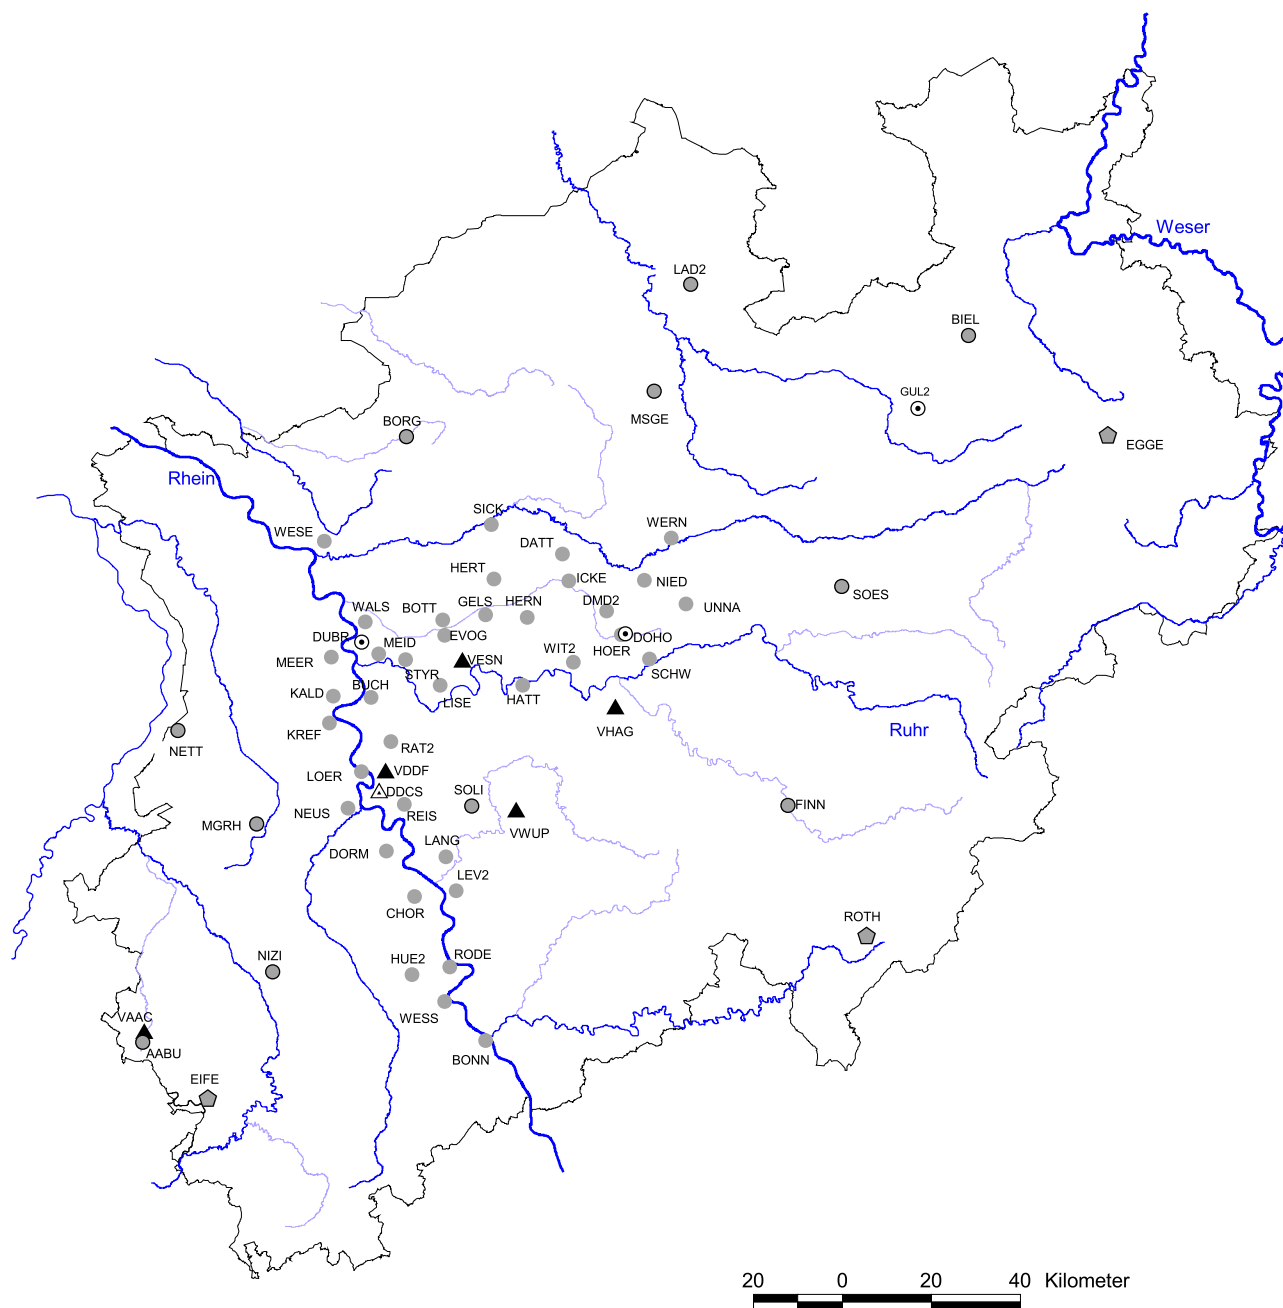 Weser
LAD2
BIEL
GUL2
MSGE
BORG
EGGE
Rhein
SICK
WERN
WESE
DATT
HERT
ICKE
NIED
SOES
UNNA
WALS
BOTT
GELS
HERN
DMD2
DUBR
MEID
EVOG
DOHO
HOER
MEER
STYR
VESN
WIT2
SCHW
KALD
BUCH
LISE
HATT
KREF
VHAG
Ruhr
NETT
RAT2
LOER
VDDF
DDCS
SOLI
FINN
NEUS
REIS
MGRH
VWUP
LANG
DORM
LEV2
CHOR
ROTH
NIZI
HUE2
RODE
VAAC
WESS
AABU
BONN
EIFE
20 0 20 40 Kilometer